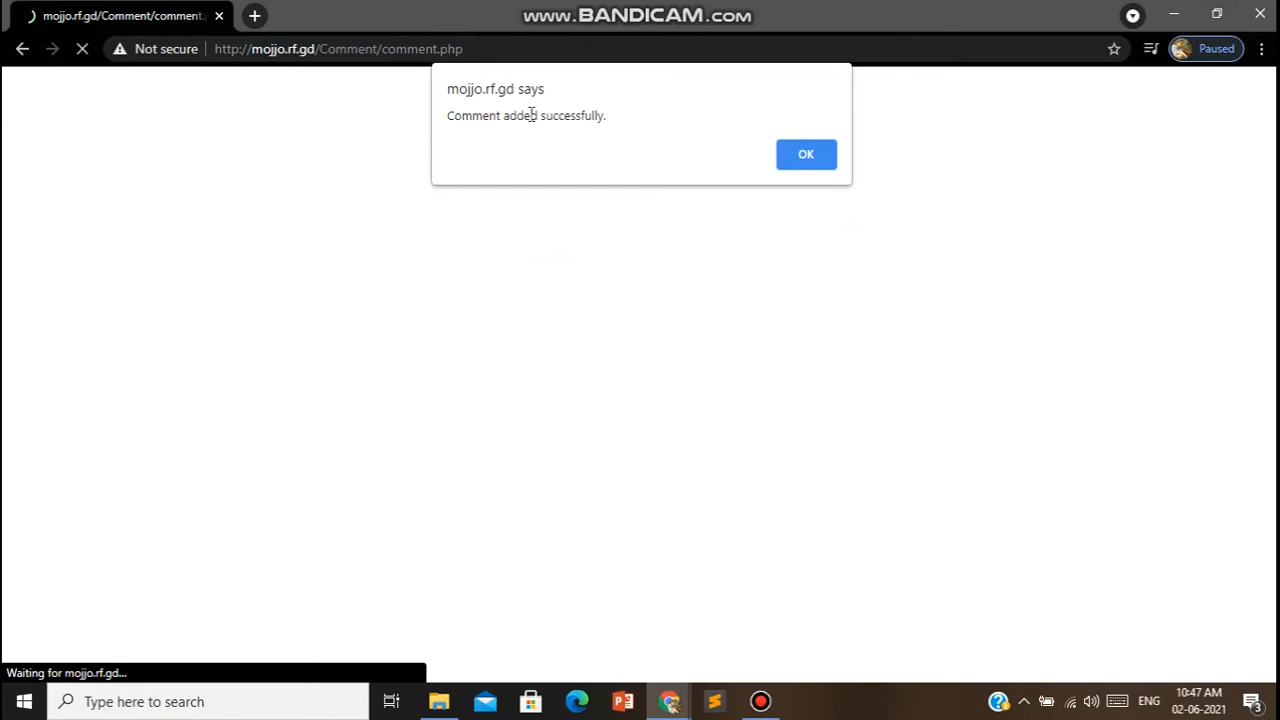 mojjo.rf.gd/Comment/comment.
www.BANDICAM.com
Not secure
http://mojjo.rf.gd/Comment/comment.php
Paused
mojjo.rf.gd says
Comment added successfully.
OK
Waiting for mojjo.rf.gd...
Type here to search
ENG
10:47 AM
02-06-2021
3